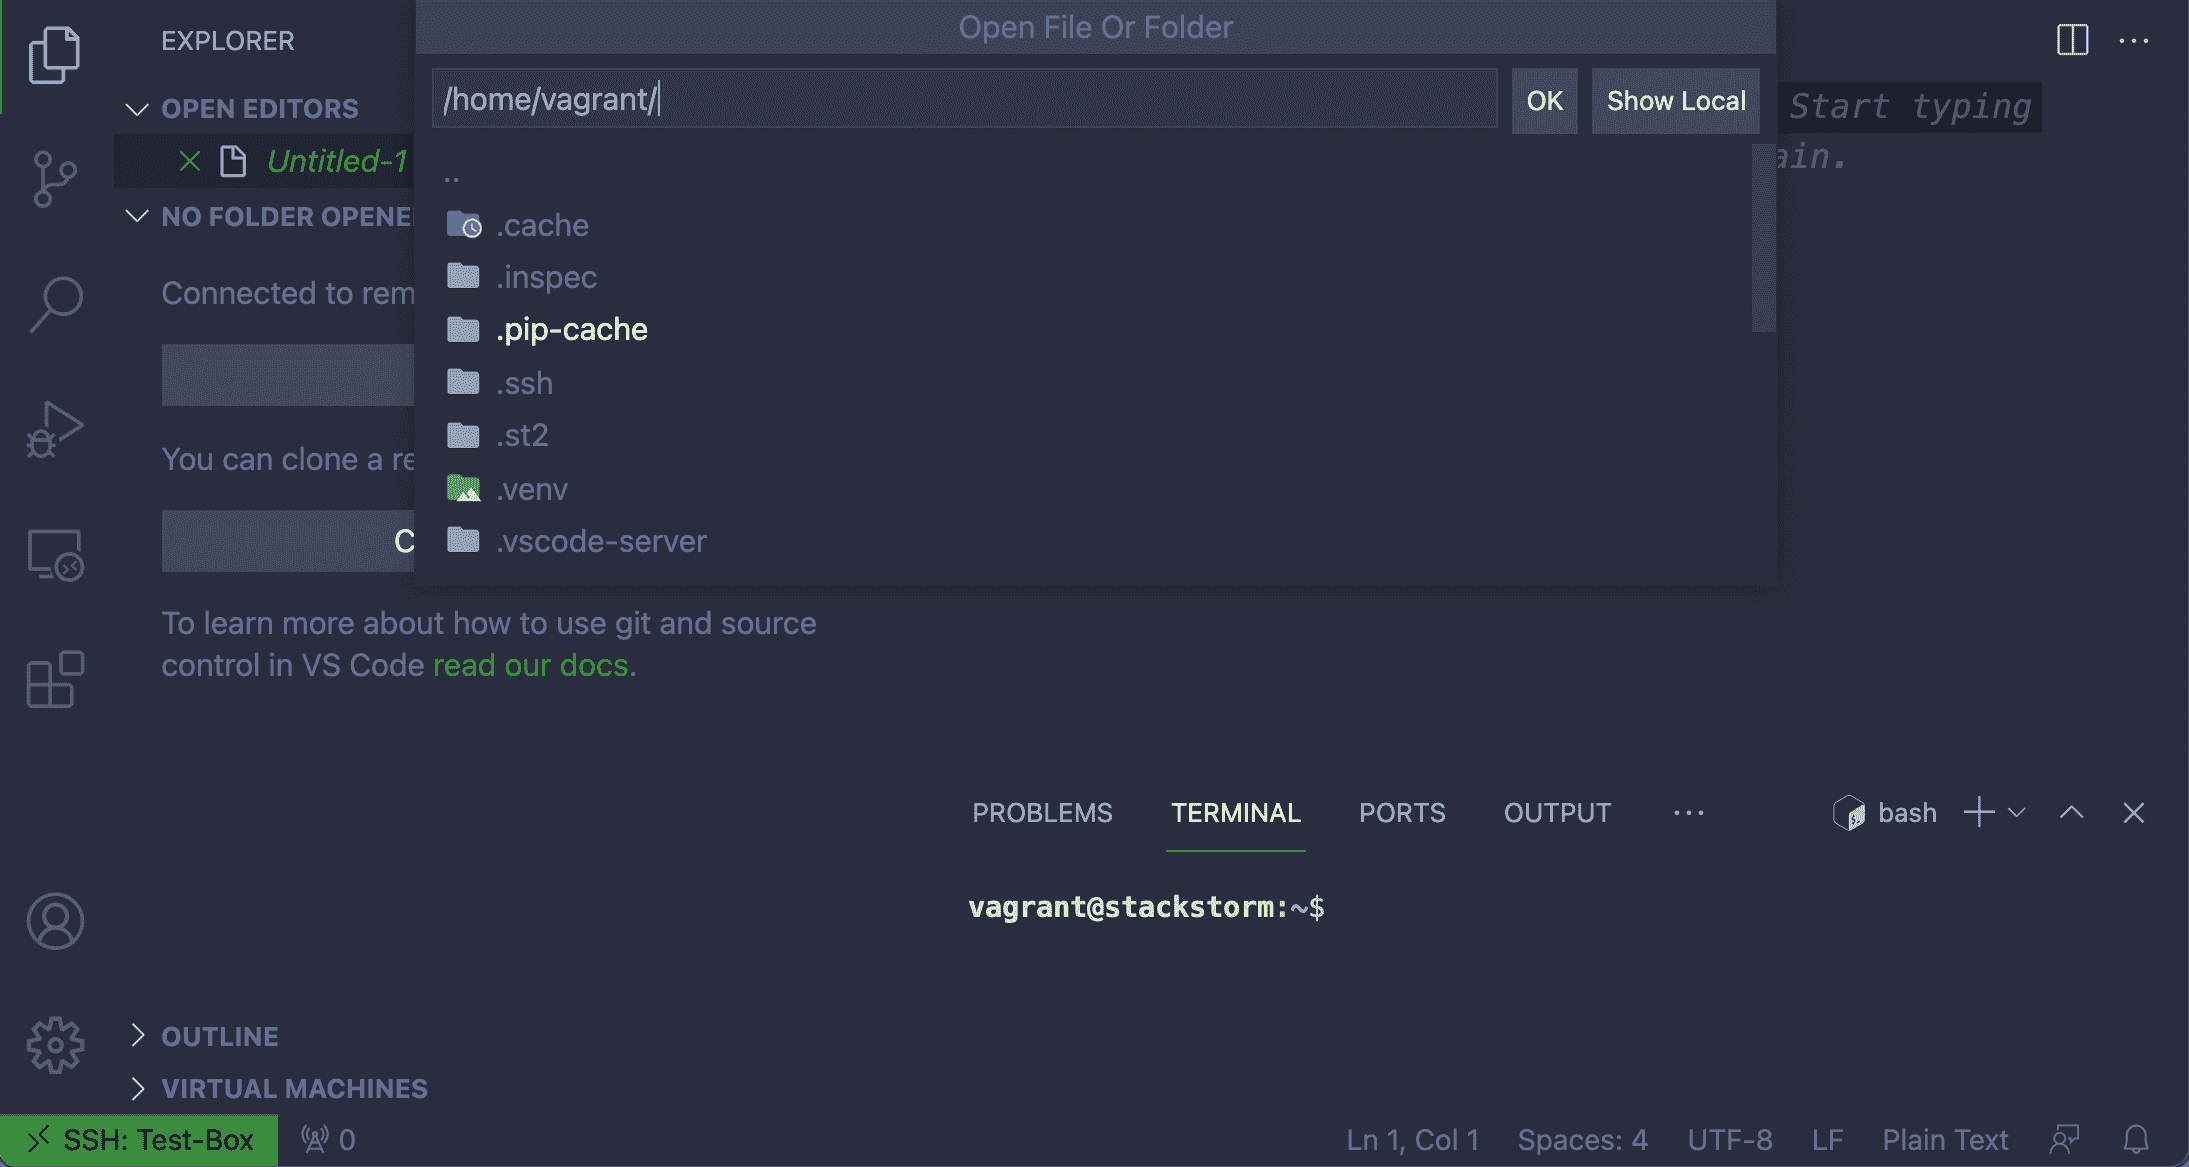 Open File Or Folder
EXPLORER
/home/vagrant/
OK
Show Local
OPEN EDITORS
Start typing
Untitled-1
ain.
..
NO FOLDER OPENE
.cache
.inspec
Connected to rem
.pip-cache
.ssh
.st2
You can clone a re
.venv
C
.vscode-server
To learn more about how to use git and source
control in VS Code read our docs.
PROBLEMS
TERMINAL
PORTS
OUTPUT
bash
vagrant@stackstorm:~$
OUTLINE
VIRTUAL MACHINES
SSH: Test-Box
0
Ln 1, Col 1
Spaces: 4
UTF-8
LF
Plain Text